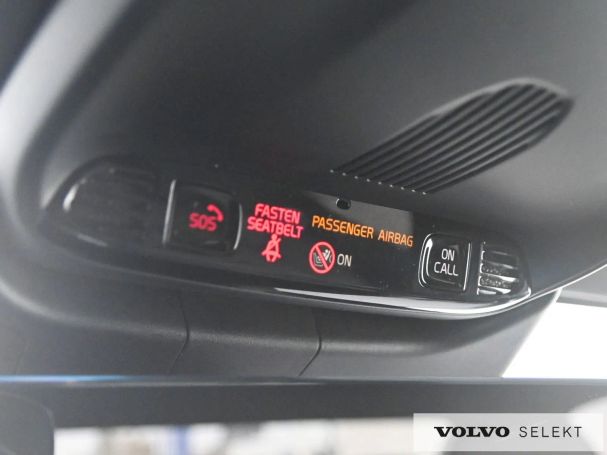 SOS
FASTEN
SEATBELT
PASSENGER AIRBAG
ON
ON
CALL
VOLVO SELEKT